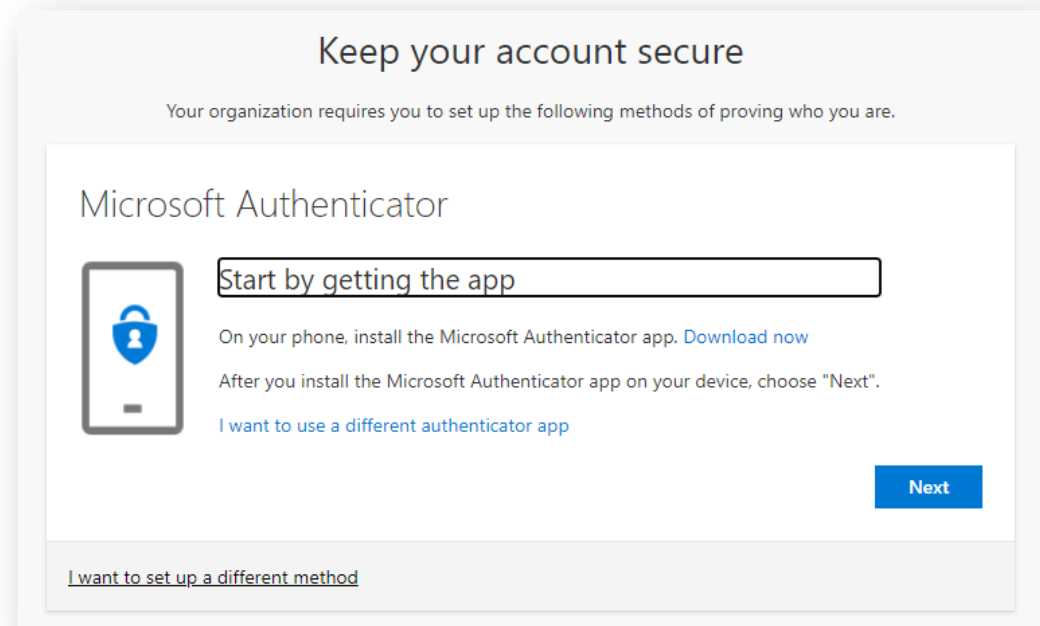 Keep your account secure
Your organization requires you to set up the following methods of proving who you are.
Microsoft Authenticator
Start by getting the app
On your phone, install the Microsoft Authenticator app. Download now
After you install the Microsoft Authenticator app on your device, choose "Next".
I want to use a different authenticator app
Next
I want to set up a different method